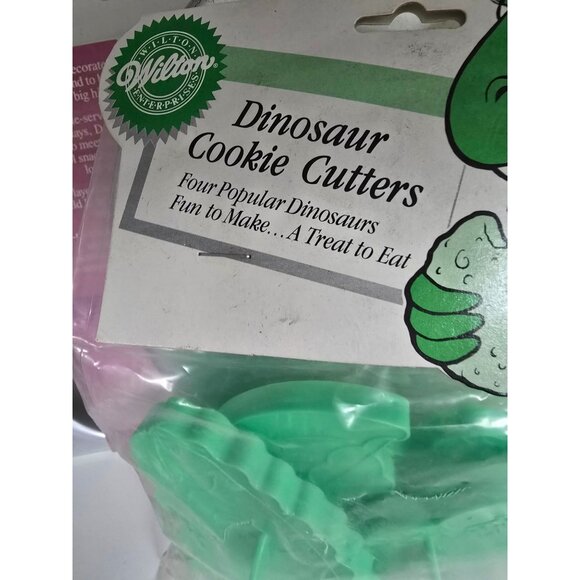 WILTON
Wilton
ENTERPRISES
Dinosaur
Cookie Cutters
Four Popular Dinosaurs
Fun to Make...A Treat to Eat